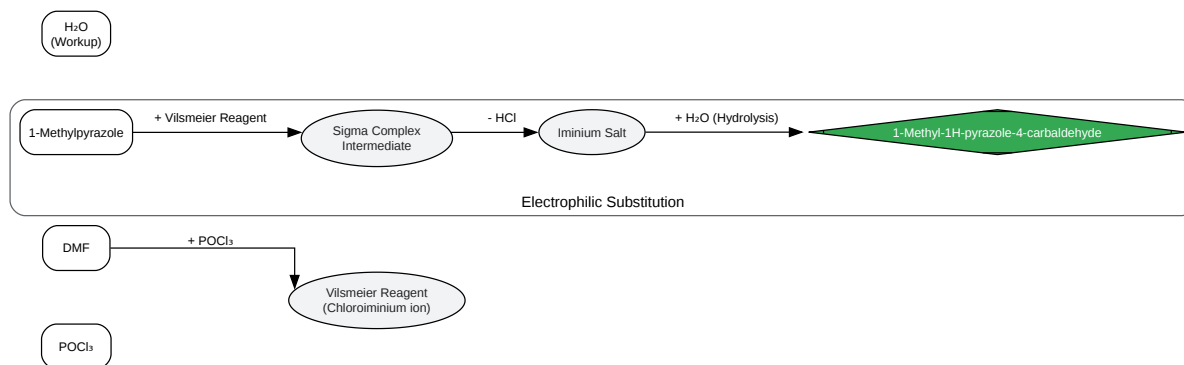 H₂O
(Workup)
1-Methylpyrazole
+ Vilsmeier Reagent
Sigma Complex
Intermediate
- HCl
Iminium Salt
+ H₂O (Hydrolysis)
1-Methyl-1H-pyrazole-4-carbaldehyde
Electrophilic Substitution
DMF
+ POCl₃
Vilsmeier Reagent
(Chloroiminium ion)
POCl₃